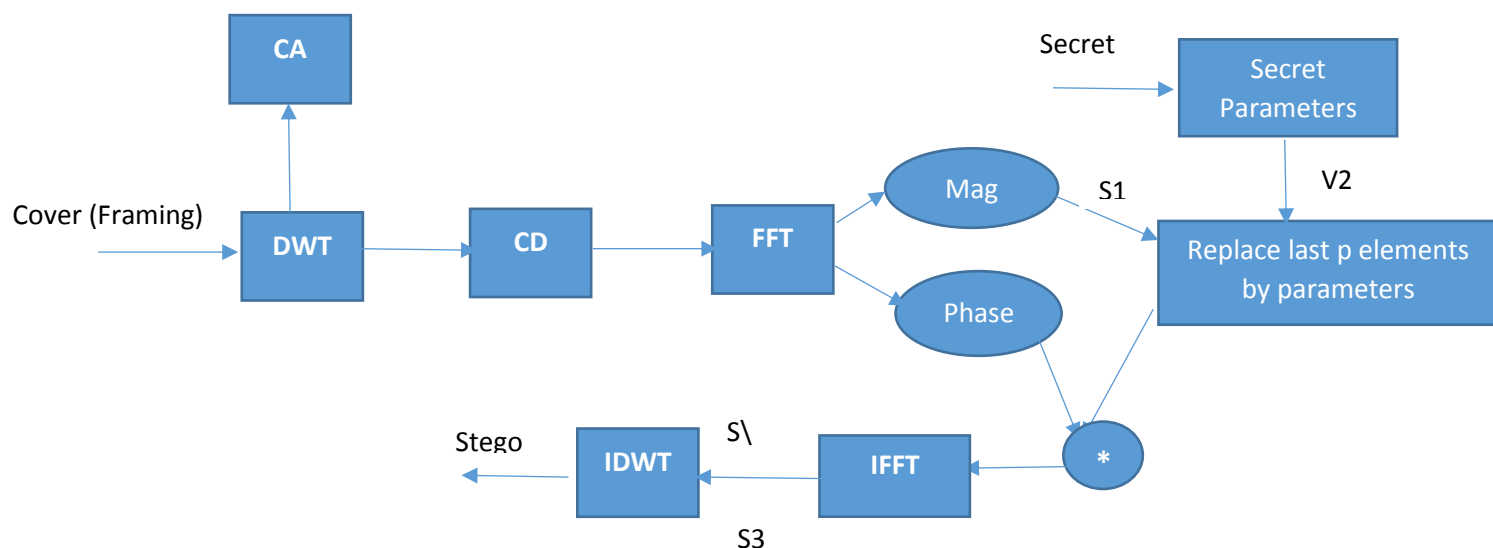 CA
Secret
Secret
Parameters
Mag
S1
V2
Cover (Framing)
DWT
CD
FFT
Replace last p elements
by parameters
Phase
Stego
S\
IDWT
IFFT
*
S3